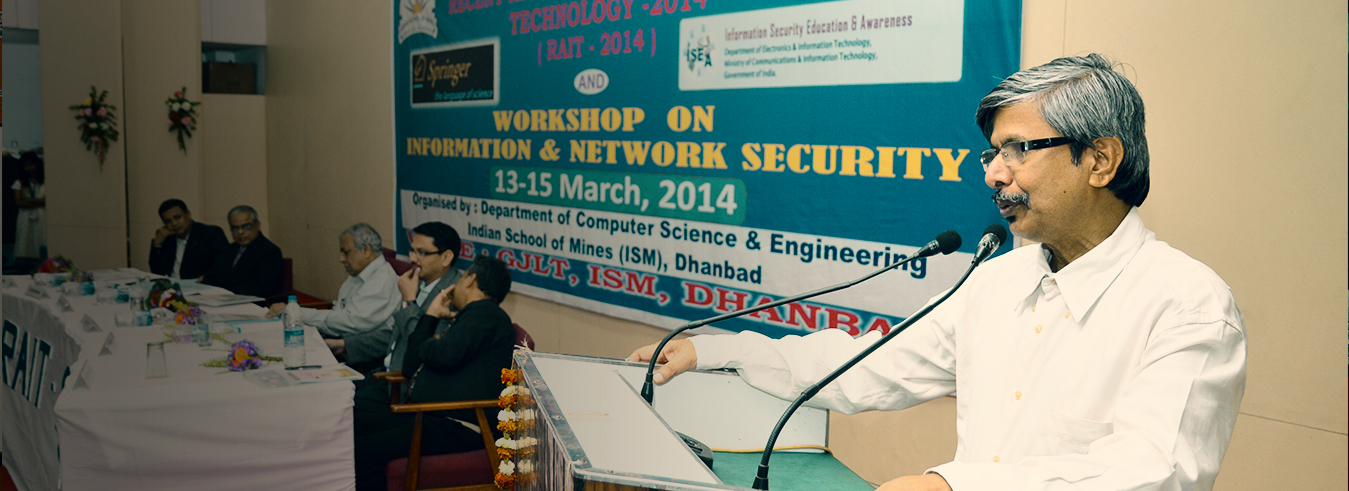 TECHNOLOGY -2014
( RAIT - 2014 )
Springer
the language of science
AND
ISEA
Information Security Education & Awareness
Department of Electronics & Information Technology,
Ministry of Communications & Information Technology,
Government of India.
WORKSHOP ON
INFORMATION & NETWORK SECURITY
13-15 March, 2014
Organised by : Department of Computer Science & Engineering
Indian School of Mines (ISM), Dhanbad
: GJLT, ISM, DHANBA
RAIT